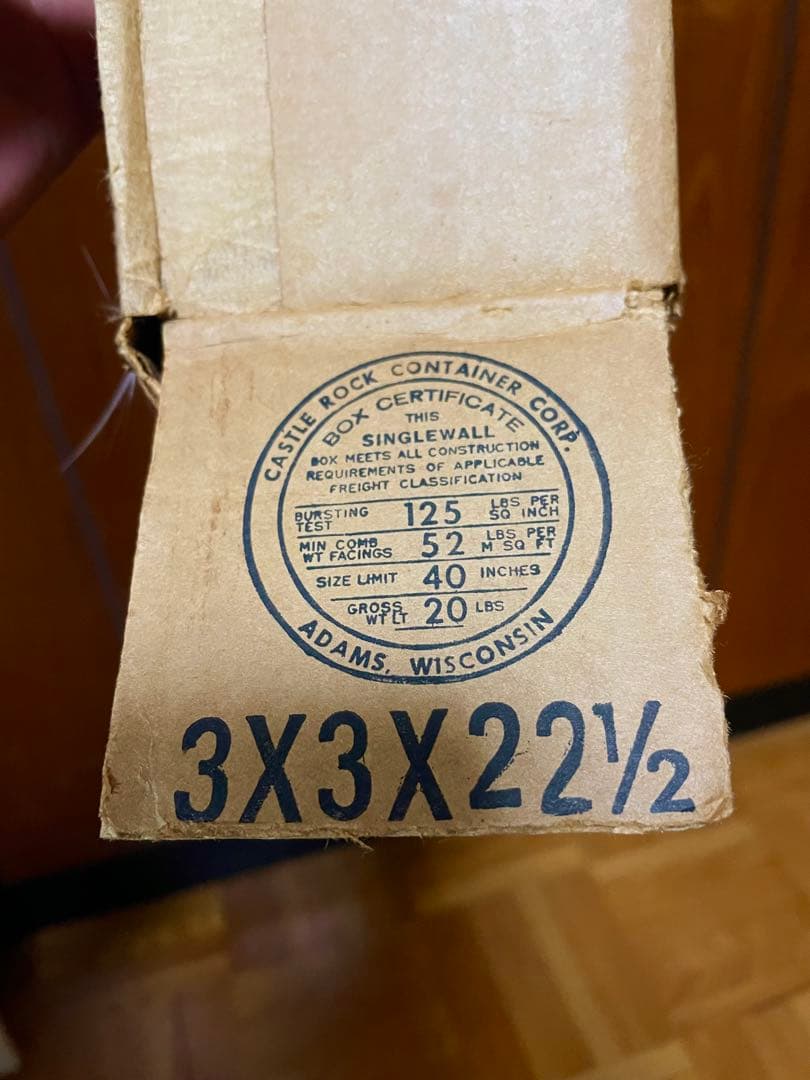 CASTLE ROCK CONTAINER CORP.
BOX CERTIFICATE
THIS
SINGLEWALL
BOX MEETS ALL CONSTRUCTION
REQUIREMENTS OF APPLICABLE
FREIGHT CLASSIFICATION
BURSTING TEST 125 LBS PER SQ INCH
MIN COMB WT FACINGS 52 LBS PER M SQ FT
SIZE LIMIT 40 INCHES
GROSS WT LT 20 LBS
ADAMS, WISCONSIN
3X3X22½